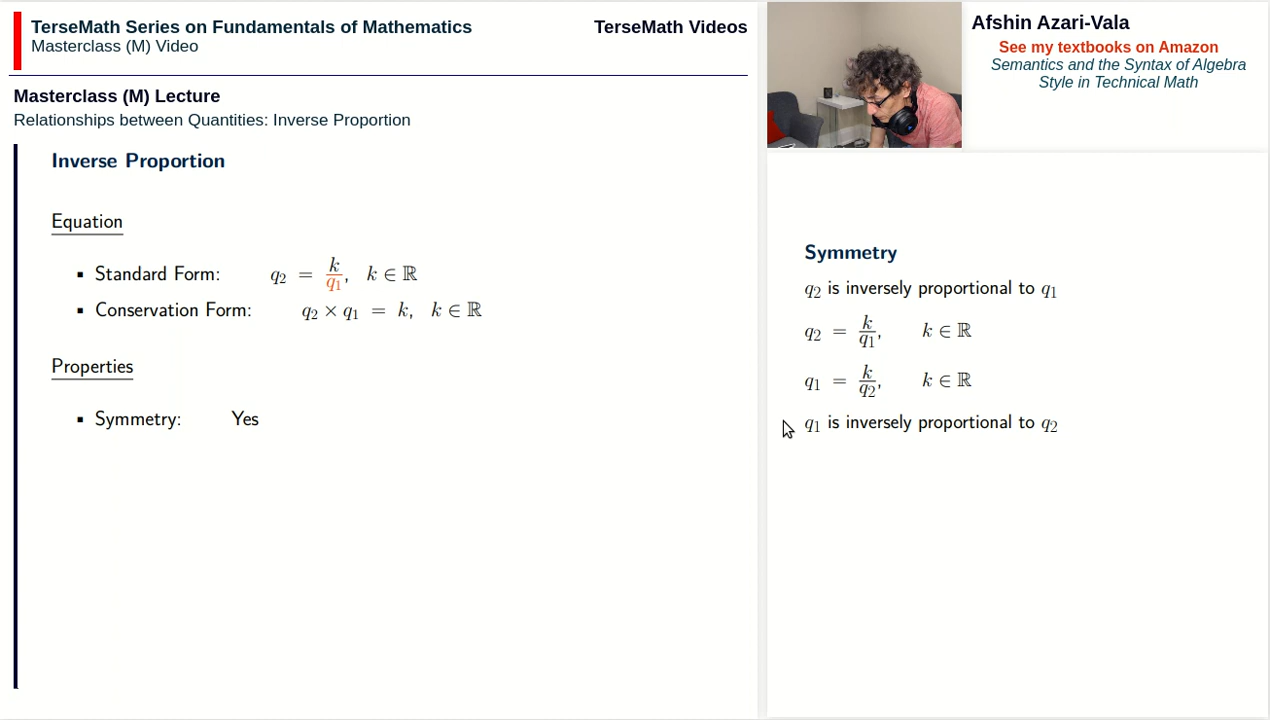 TerseMath Series on Fundamentals of Mathematics
Masterclass (M) Video
TerseMath Videos
Masterclass (M) Lecture
Relationships between Quantities: Inverse Proportion
Inverse Proportion
Equation
▪ Standard Form: q₂ = k/q₁, k ∈ ℝ
▪ Conservation Form: q₂ × q₁ = k, k ∈ ℝ
Properties
▪ Symmetry: Yes
Afshin Azari-Vala
See my textbooks on Amazon
Semantics and the Syntax of Algebra
Style in Technical Math
Symmetry
q₂ is inversely proportional to q₁
q₂ = k/q₁, k ∈ ℝ
q₁ = k/q₂, k ∈ ℝ
q₁ is inversely proportional to q₂